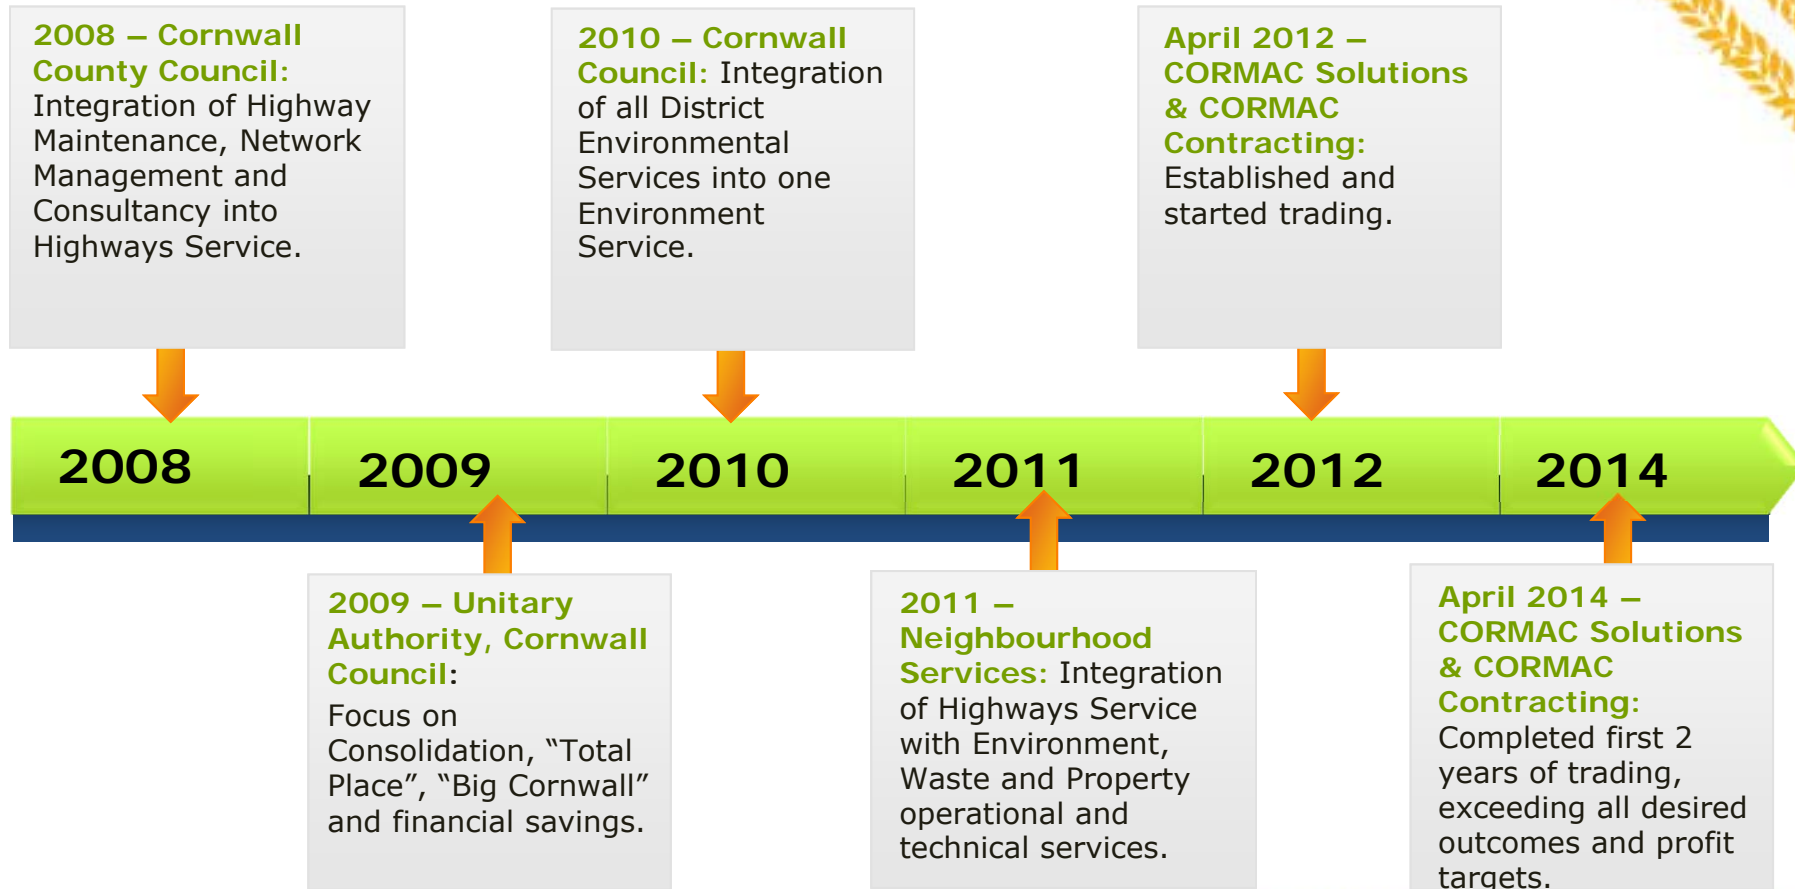 2008 – Cornwall
County Council:
Integration of Highway
Maintenance, Network
Management and
Consultancy into
Highways Service.
2010 – Cornwall
Council: Integration
of all District
Environmental
Services into one
Environment
Service.
April 2012 –
CORMAC Solutions
& CORMAC
Contracting:
Established and
started trading.
2008
2009
2010
2011
2012
2014
2009 – Unitary
Authority, Cornwall
Council:
Focus on
Consolidation, “Total
Place”, “Big Cornwall”
and financial savings.
2011 –
Neighbourhood
Services: Integration
of Highways Service
with Environment,
Waste and Property
operational and
technical services.
April 2014 –
CORMAC Solutions
& CORMAC
Contracting:
Completed first 2
years of trading,
exceeding all desired
outcomes and profit
targets.